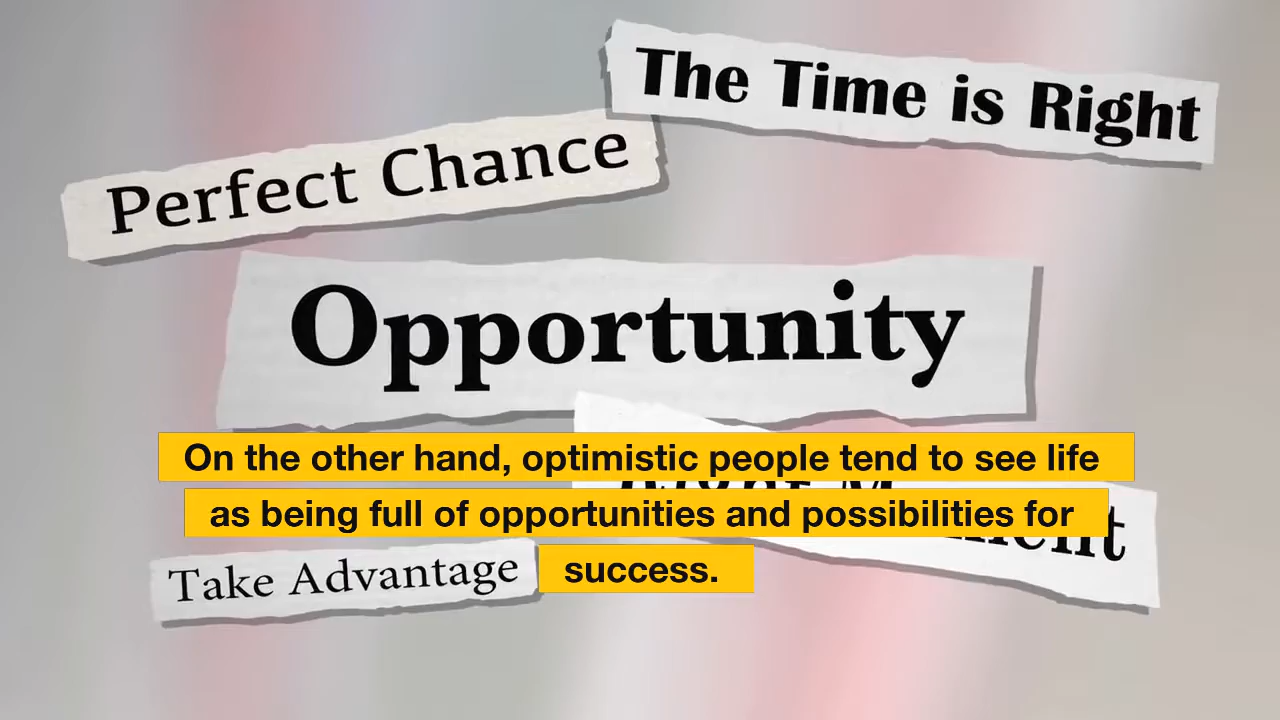 The Time is Right
Perfect Chance
Opportunity
On the other hand, optimistic people tend to see life
as being full of opportunities and possibilities for
success.
Take Advantage